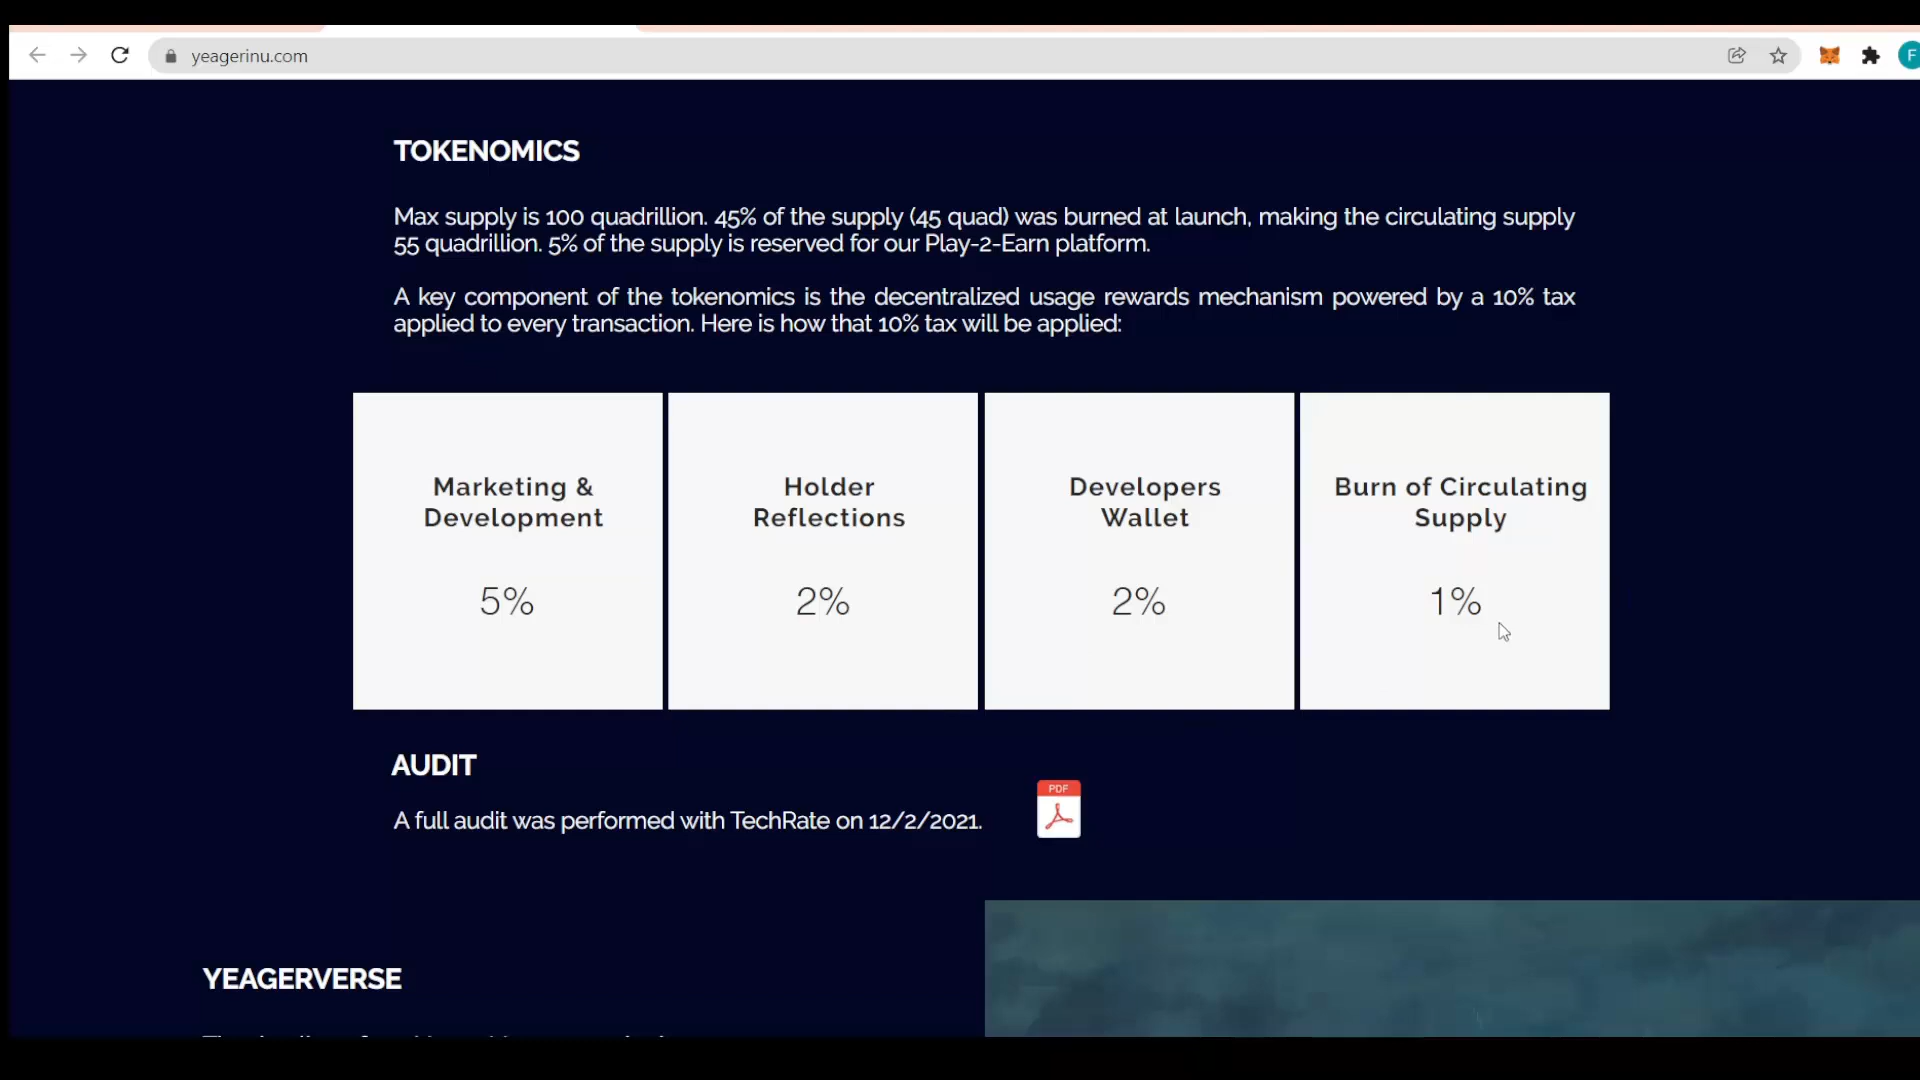 yeagerinu.com
F
TOKENOMICS
Max supply is 100 quadrillion. 45% of the supply (45 quad) was burned at launch, making the circulating supply
55 quadrillion. 5% of the supply is reserved for our Play-2-Earn platform.
A key component of the tokenomics is the decentralized usage rewards mechanism powered by a 10% tax
applied to every transaction. Here is how that 10% tax will be applied:
Marketing &
Development
5%
Holder
Reflections
2%
Developers
Wallet
2%
Burn of Circulating
Supply
1%
AUDIT
A full audit was performed with TechRate on 12/2/2021.
PDF
YEAGERVERSE